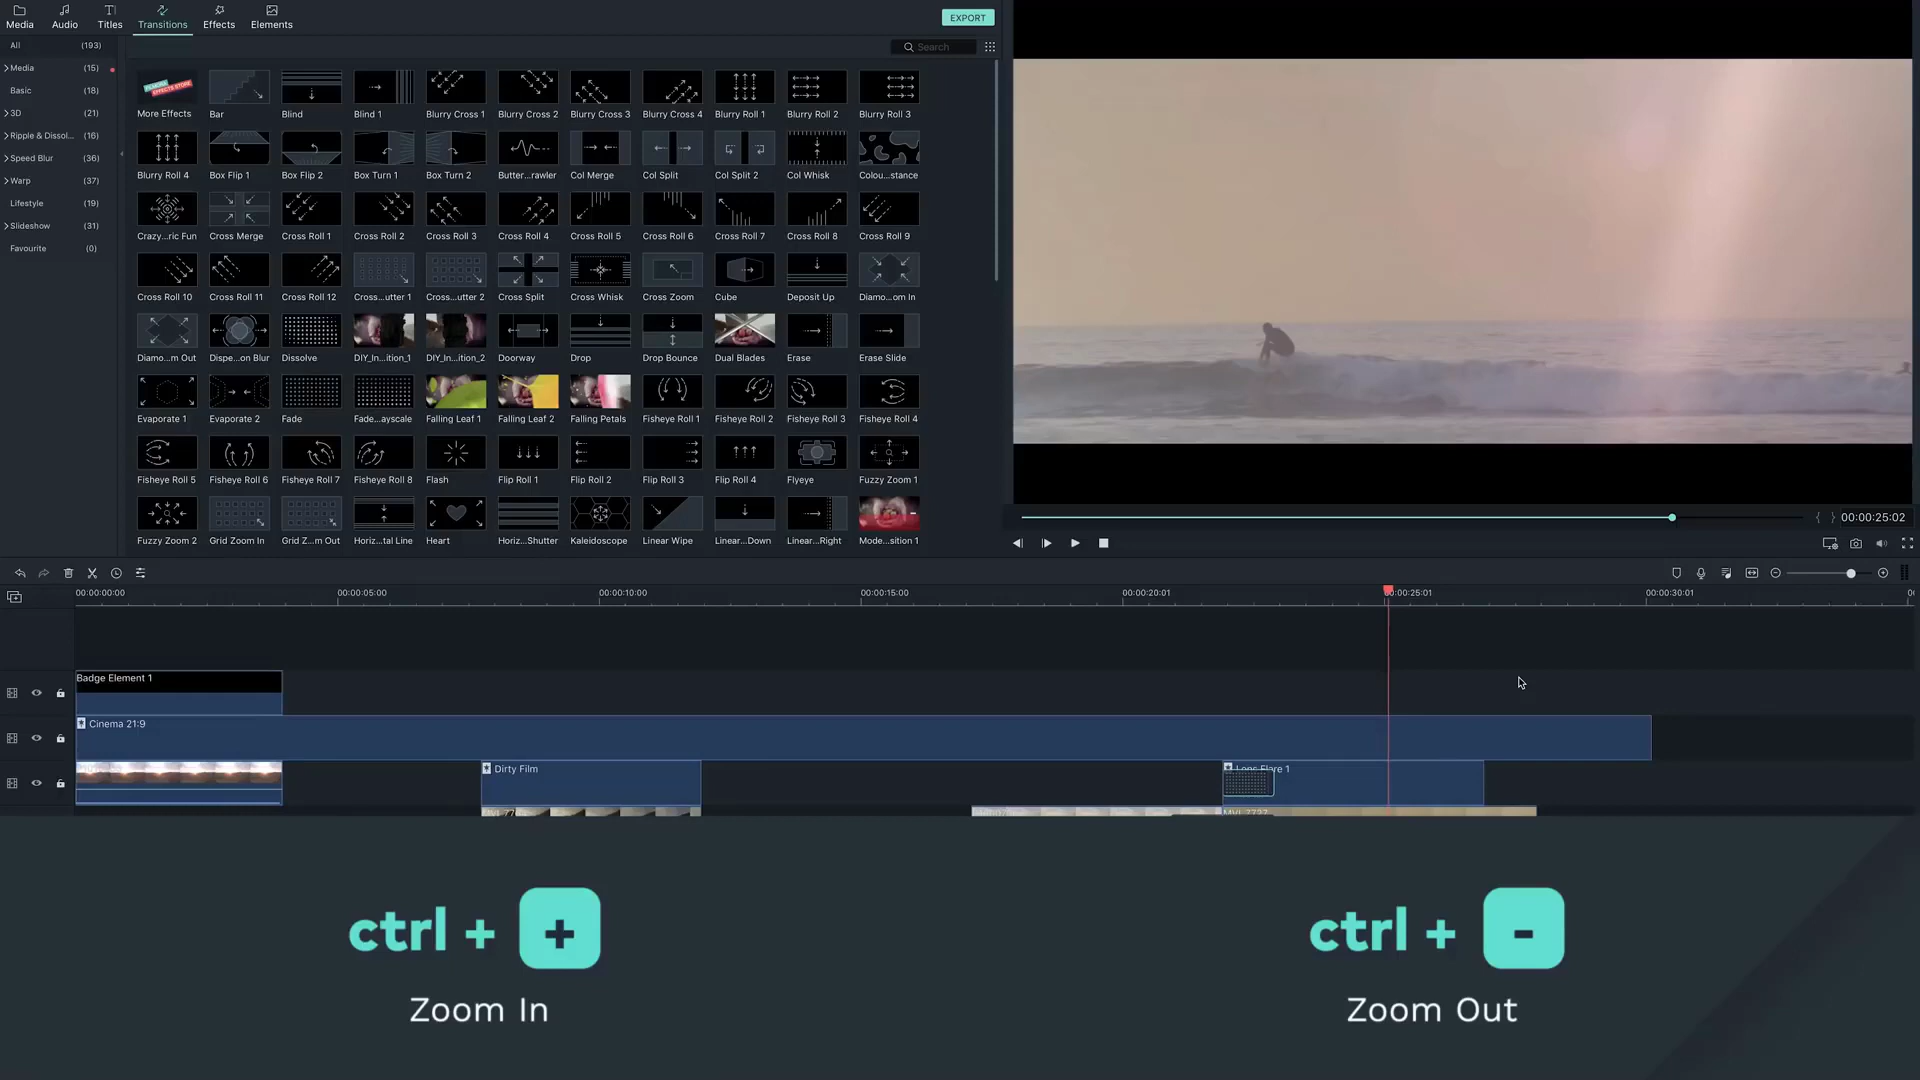 Media
Audio
Titles
Transitions
Effects
Elements
EXPORT
All (193)
Media (15)
Basic (18)
3D (21)
Ripple & Dissol... (16)
Speed Blur (36)
Warp (37)
Lifestyle (19)
Slideshow (31)
Favourite (0)
Search
More Effects Bar Blind Blind 1 Blurry Cross 1 Blurry Cross 2 Blurry Cross 3 Blurry Cross 4 Blurry Roll 1 Blurry Roll 2 Blurry Roll 3
Blurry Roll 4 Box Flip 1 Box Flip 2 Box Turn 1 Box Turn 2 Butter...rawler Col Merge Col Split Col Split 2 Col Whisk Colou...stance
Crazy...ric Fun Cross Merge Cross Roll 1 Cross Roll 2 Cross Roll 3 Cross Roll 4 Cross Roll 5 Cross Roll 6 Cross Roll 7 Cross Roll 8 Cross Roll 9
Cross Roll 10 Cross Roll 11 Cross Roll 12 Cross...utter 1 Cross...utter 2 Cross Split Cross Whisk Cross Zoom Cube Deposit Up Diamo...om In
Diamo...m Out Dispe...on Blur Dissolve DIY_In...ition_1 DIY_In...ition_2 Doorway Drop Drop Bounce Dual Blades Erase Erase Slide
Evaporate 1 Evaporate 2 Fade Fade...ayscale Falling Leaf 1 Falling Leaf 2 Falling Petals Fisheye Roll 1 Fisheye Roll 2 Fisheye Roll 3 Fisheye Roll 4
Fisheye Roll 5 Fisheye Roll 6 Fisheye Roll 7 Fisheye Roll 8 Flash Flip Roll 1 Flip Roll 2 Flip Roll 3 Flip Roll 4 Flyeye Fuzzy Zoom 1
Fuzzy Zoom 2 Grid Zoom In Grid Z...m Out Horiz...tal Line Heart Horiz...Shutter Kaleidoscope Linear Wipe Linear...Down Linear...Right Mode...sition 1
{ } 00:00:25:02
00:00:00:00 00:00:05:00 00:00:10:00 00:00:15:00 00:00:20:01 00:00:25:01 00:00:30:01
Badge Element 1
Cinema 21:9
Dirty Film
Lens Flare 1
MVI_7727
ctrl + +
Zoom In
ctrl + -
Zoom Out